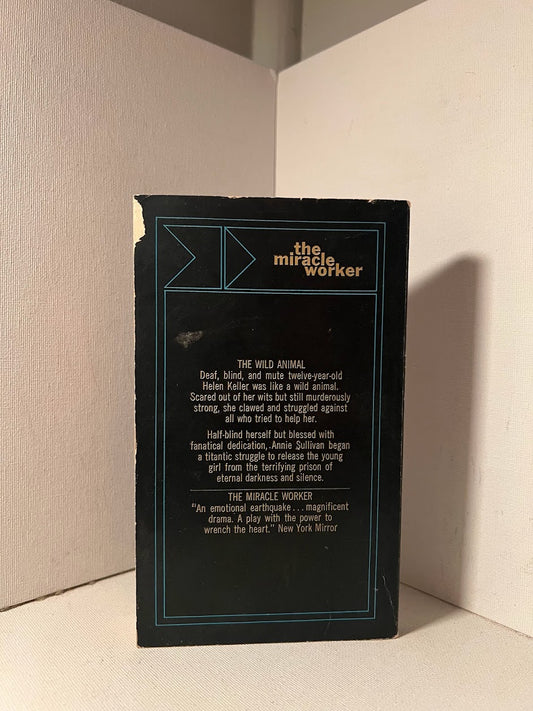 the
miracle
worker
THE WILD ANIMAL
Deaf, blind, and mute twelve-year-old
Helen Keller was like a wild animal.
Scared out of her wits but still murderously
strong, she clawed and struggled against
all who tried to help her.
Half-blind herself but blessed with
fanatical dedication, Annie Sullivan began
a titantic struggle to release the young
girl from the terrifying prison of
eternal darkness and silence.
THE MIRACLE WORKER
"An emotional earthquake... magnificent
drama. A play with the power to
wrench the heart." New York Mirror